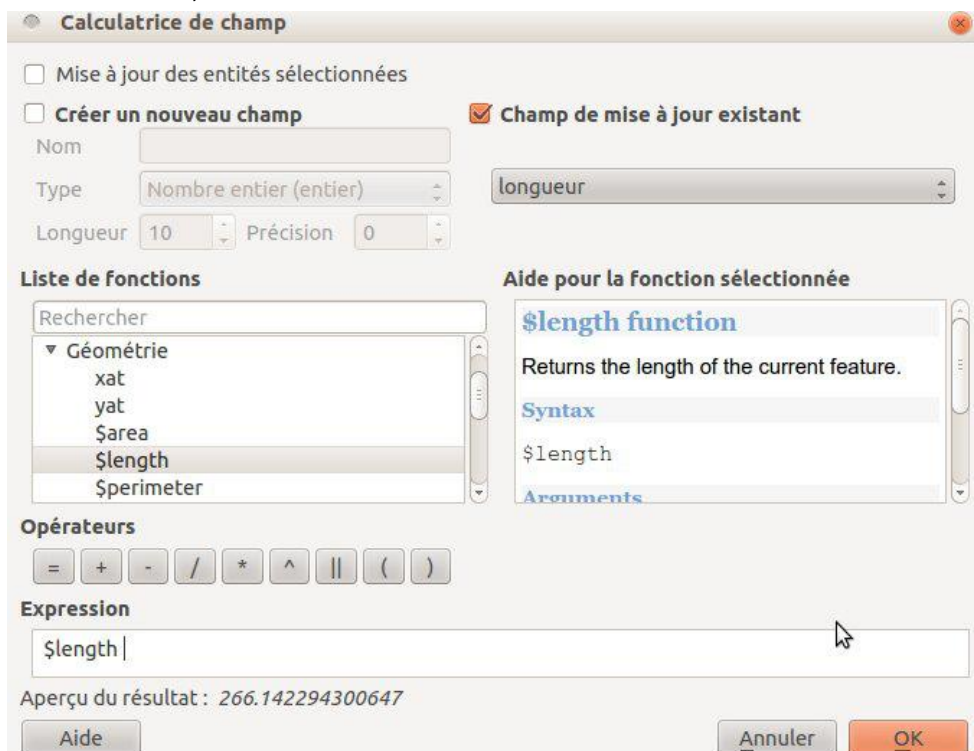 Calculatrice de champ
Mise à jour des entités sélectionnées
Créer un nouveau champ
Champ de mise à jour existant
Nom
Type Nombre entier (entier)
longueur
Longueur 10 Précision 0
Liste de fonctions
Aide pour la fonction sélectionnée
Rechercher
Géométrie
xat
yat
$area
$length
$perimeter
$length function
Returns the length of the current feature.
Syntax
$length
Arguments
Opérateurs
= + - / * ^ || ( )
Expression
$length
Aperçu du résultat : 266.142294300647
Aide
Annuler
OK